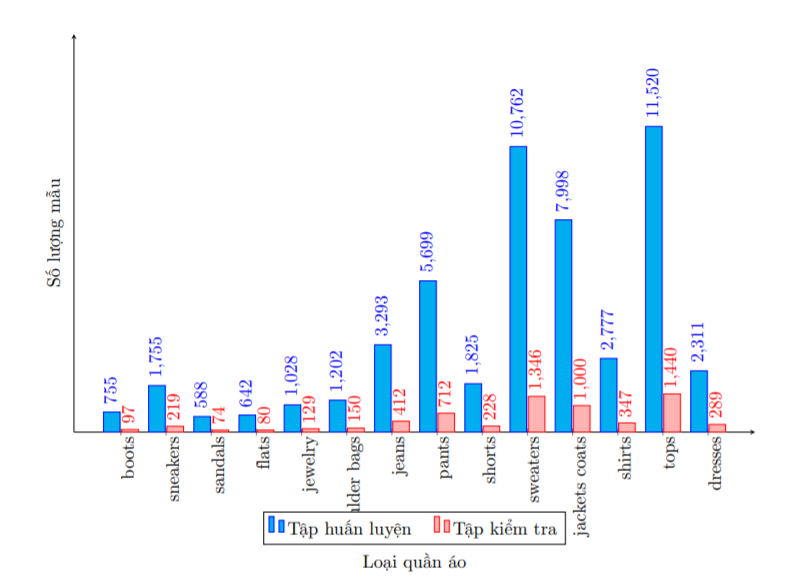 Số lượng mẫu
755
97
1,755
219
588
74
642
80
1,028
129
1,202
150
3,293
412
5,699
712
1,825
228
10,762
1,346
7,998
1,000
2,777
347
11,520
1,440
2,311
289
boots
sneakers
sandals
flats
jewelry
bags
jeans
pants
shorts
sweaters
jackets coats
shirts
tops
dresses
Tập huấn luyện
Tập kiểm tra
Loại quần áo